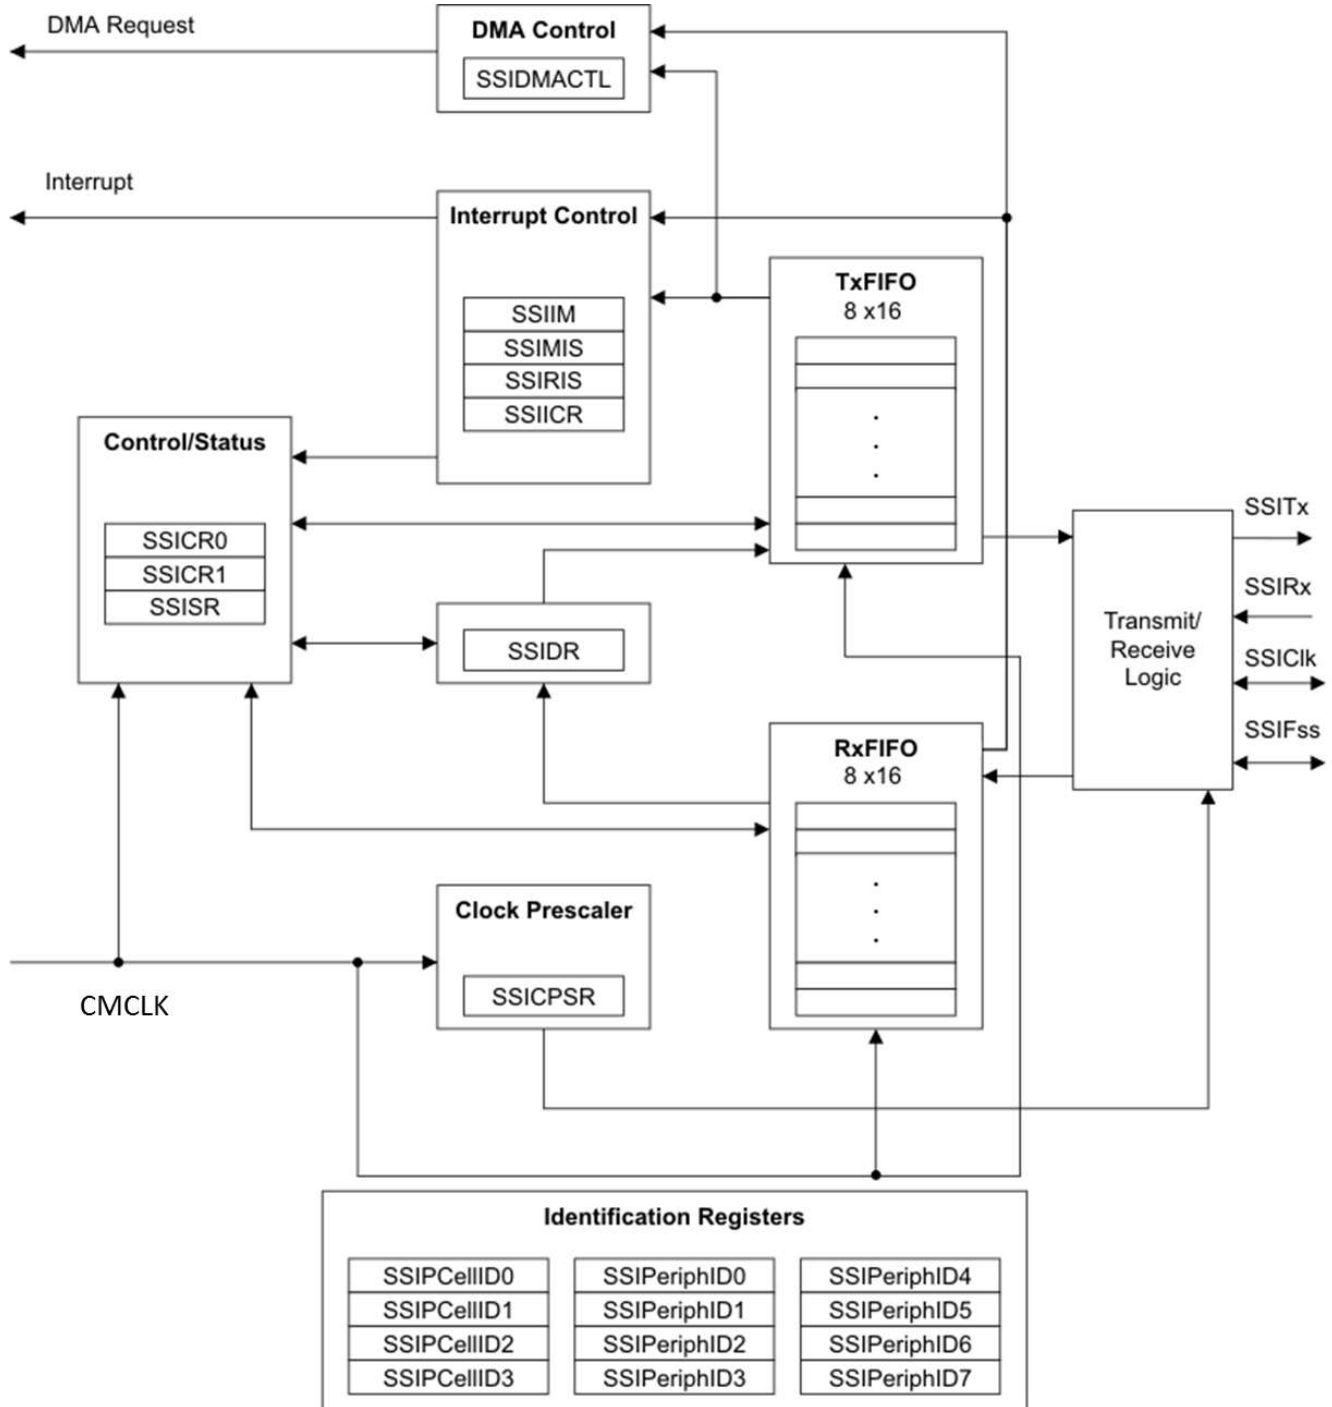 DMA Request
DMA Control
SSIDMACTL
Interrupt
Interrupt Control
SSIIM
SSIMIS
SSIRIS
SSIICR
TxFIFO
8 x16
.
.
.
Control/Status
SSICR0
SSICR1
SSISR
SSIDR
Transmit/
Receive
Logic
SSITx
SSIRx
SSIClk
SSIFss
RxFIFO
8 x16
.
.
.
Clock Prescaler
SSICPSR
CMCLK
Identification Registers
SSIPCellID0
SSIPCellID1
SSIPCellID2
SSIPCellID3
SSIPeriphID0
SSIPeriphID1
SSIPeriphID2
SSIPeriphID3
SSIPeriphID4
SSIPeriphID5
SSIPeriphID6
SSIPeriphID7